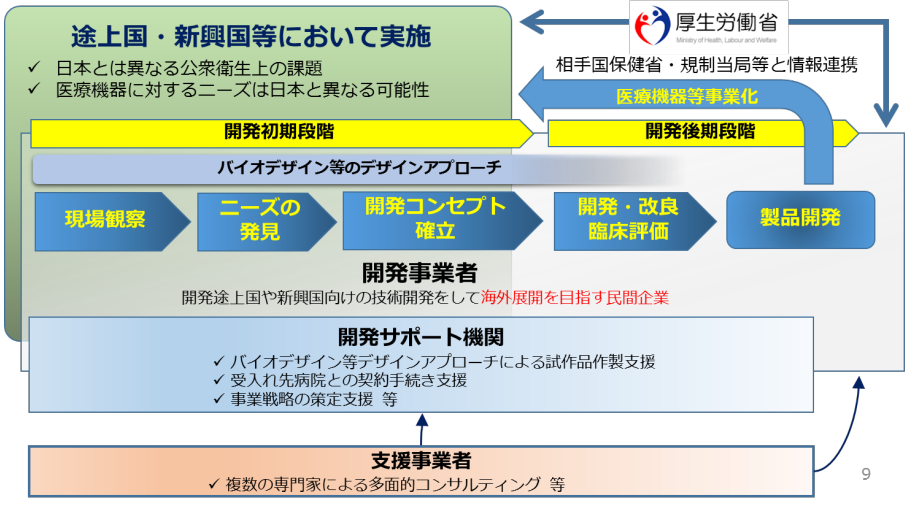 途上国・新興国等において実施
✓ 日本とは異なる公衆衛生上の課題
✓ 医療機器に対するニーズは日本と異なる可能性
厚生労働省
Ministry of Health, Labour and Welfare
相手国保健省・規制当局等と情報連携
医療機器等事業化
開発初期段階
開発後期段階
バイオデザイン等のデザインアプローチ
現場観察
ニーズの
発見
開発コンセプト
確立
開発・改良
臨床評価
製品開発
開発事業者
開発途上国や新興国向けの技術開発をして海外展開を目指す民間企業
開発サポート機関
✓ バイオデザイン等デザインアプローチによる試作品作製支援
✓ 受入れ先病院との契約手続き支援
✓ 事業戦略の策定支援 等
支援事業者
✓ 複数の専門家による多面的コンサルティング 等
9